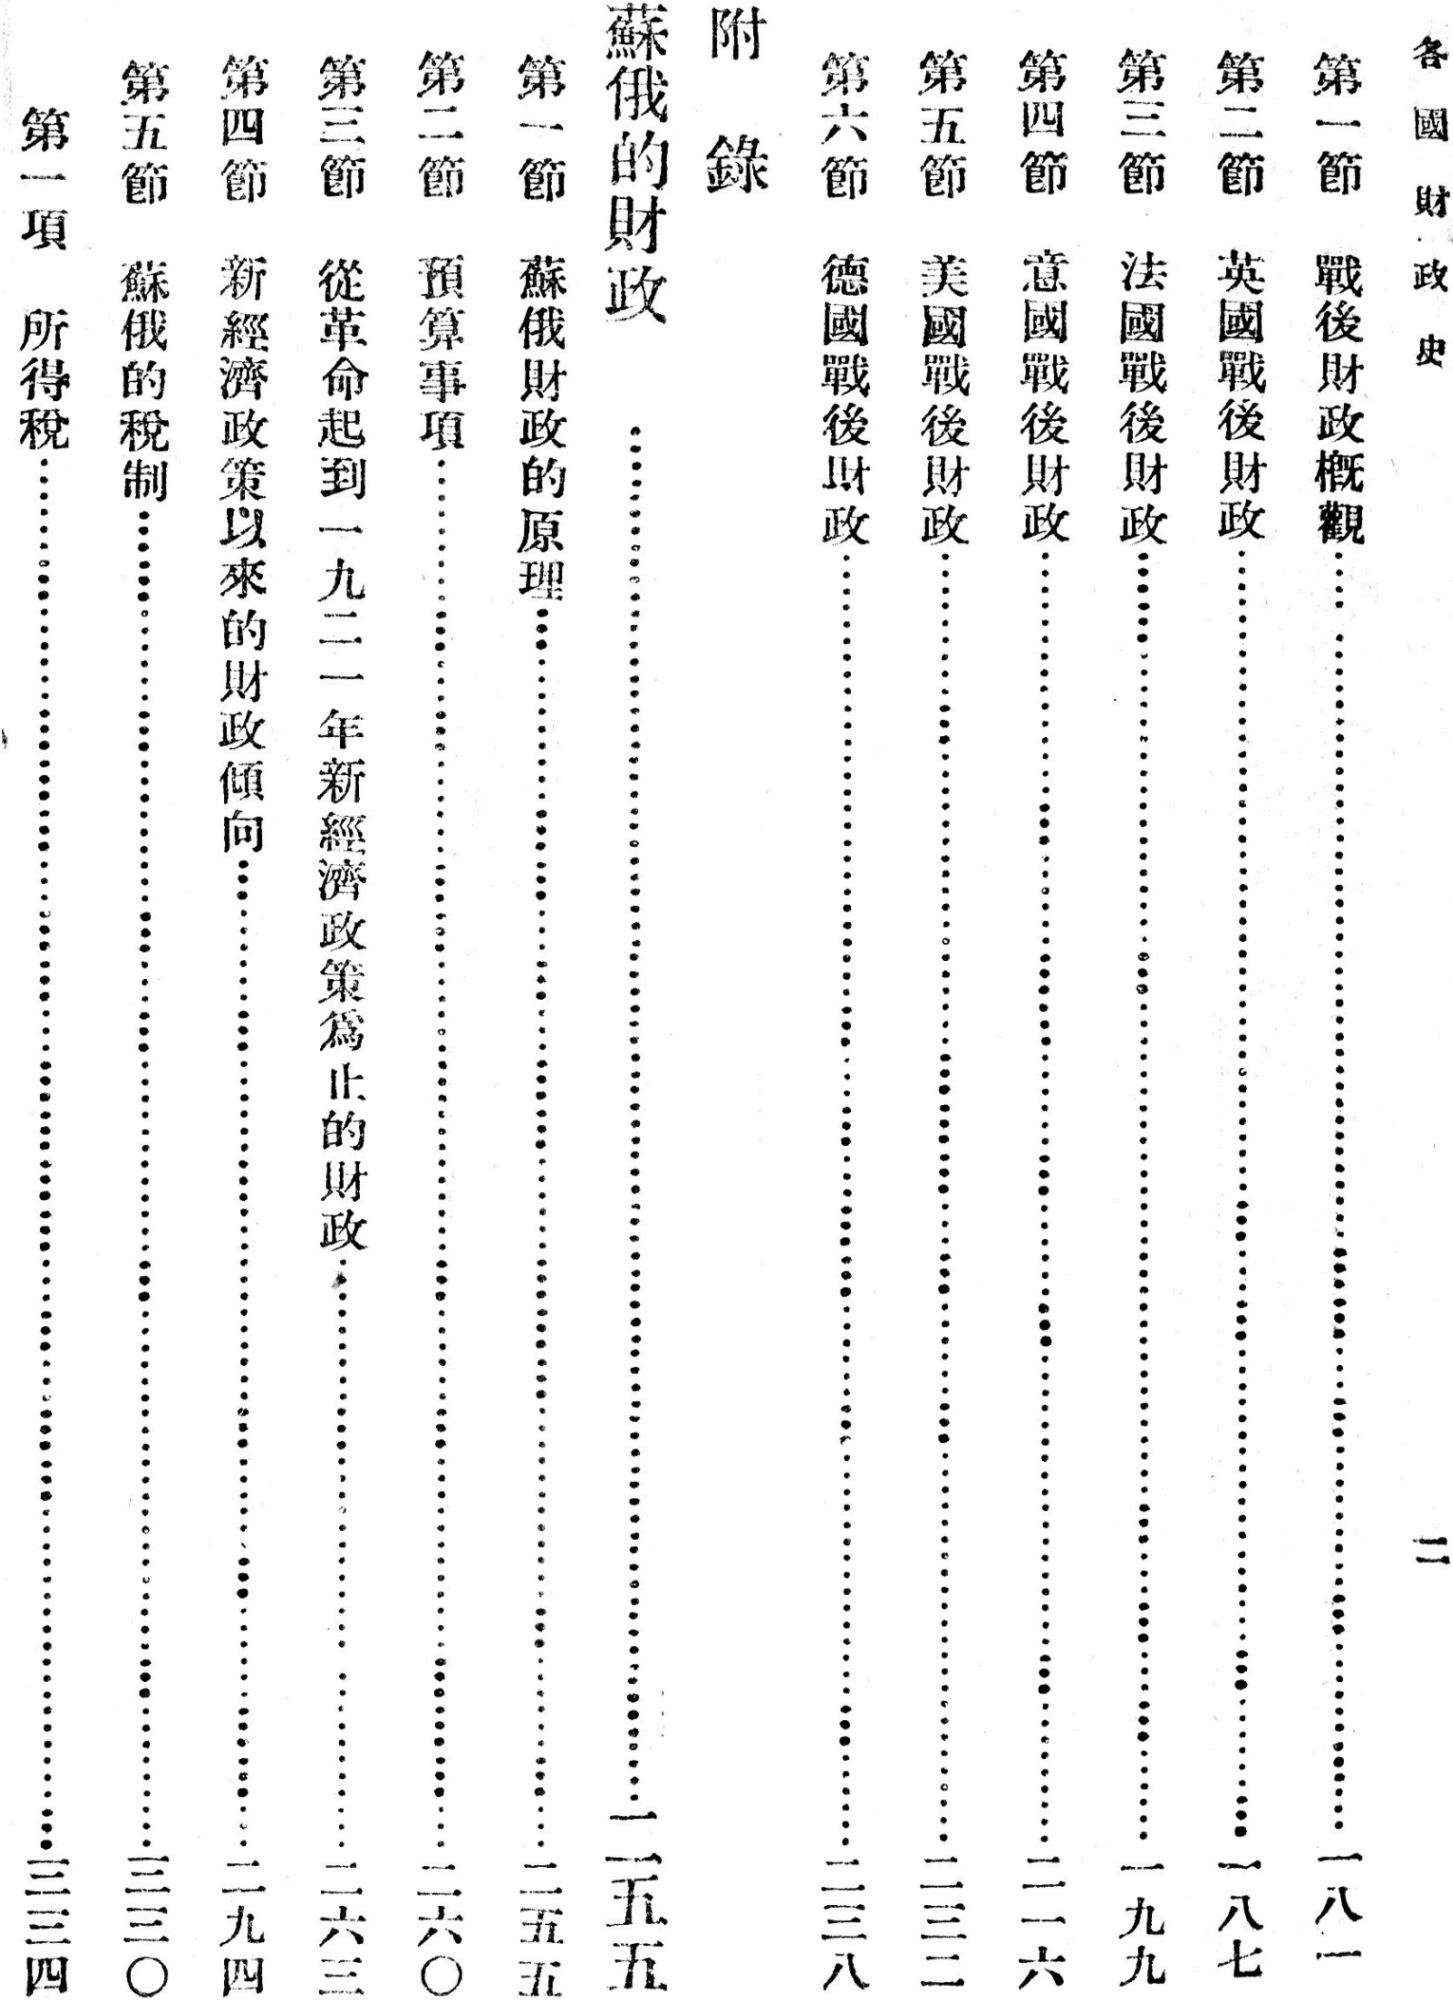 各國財政史　二
第一節　戰後財政概觀……一八一
第二節　英國戰後財政……一八七
第三節　法國戰後財政……一九九
第四節　意國戰後財政……二一六
第五節　美國戰後財政……二三二
第六節　德國戰後財政……二三八
附錄
蘇俄的財政……二五五
第一節　蘇俄財政的原理……二五五
第二節　預算事項……二六〇
第三節　從革命起到一九二一年新經濟政策爲止的財政……二六三
第四節　新經濟政策以來的財政傾向……二九四
第五節　蘇俄的稅制……三三〇
第一項　所得稅……三三四